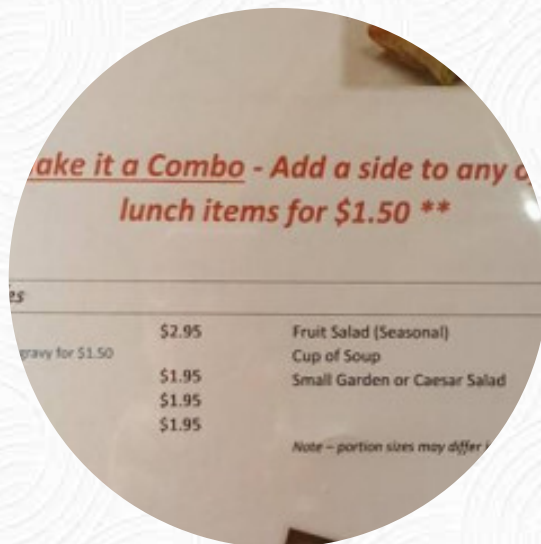 ake it a Combo - Add a side to any
lunch items for $1.50 **
es
$2.95 Fruit Salad (Seasonal)
gravy for $1.50 Cup of Soup
$1.95 Small Garden or Caesar Salad
$1.95
$1.95
Note – portion sizes may differ